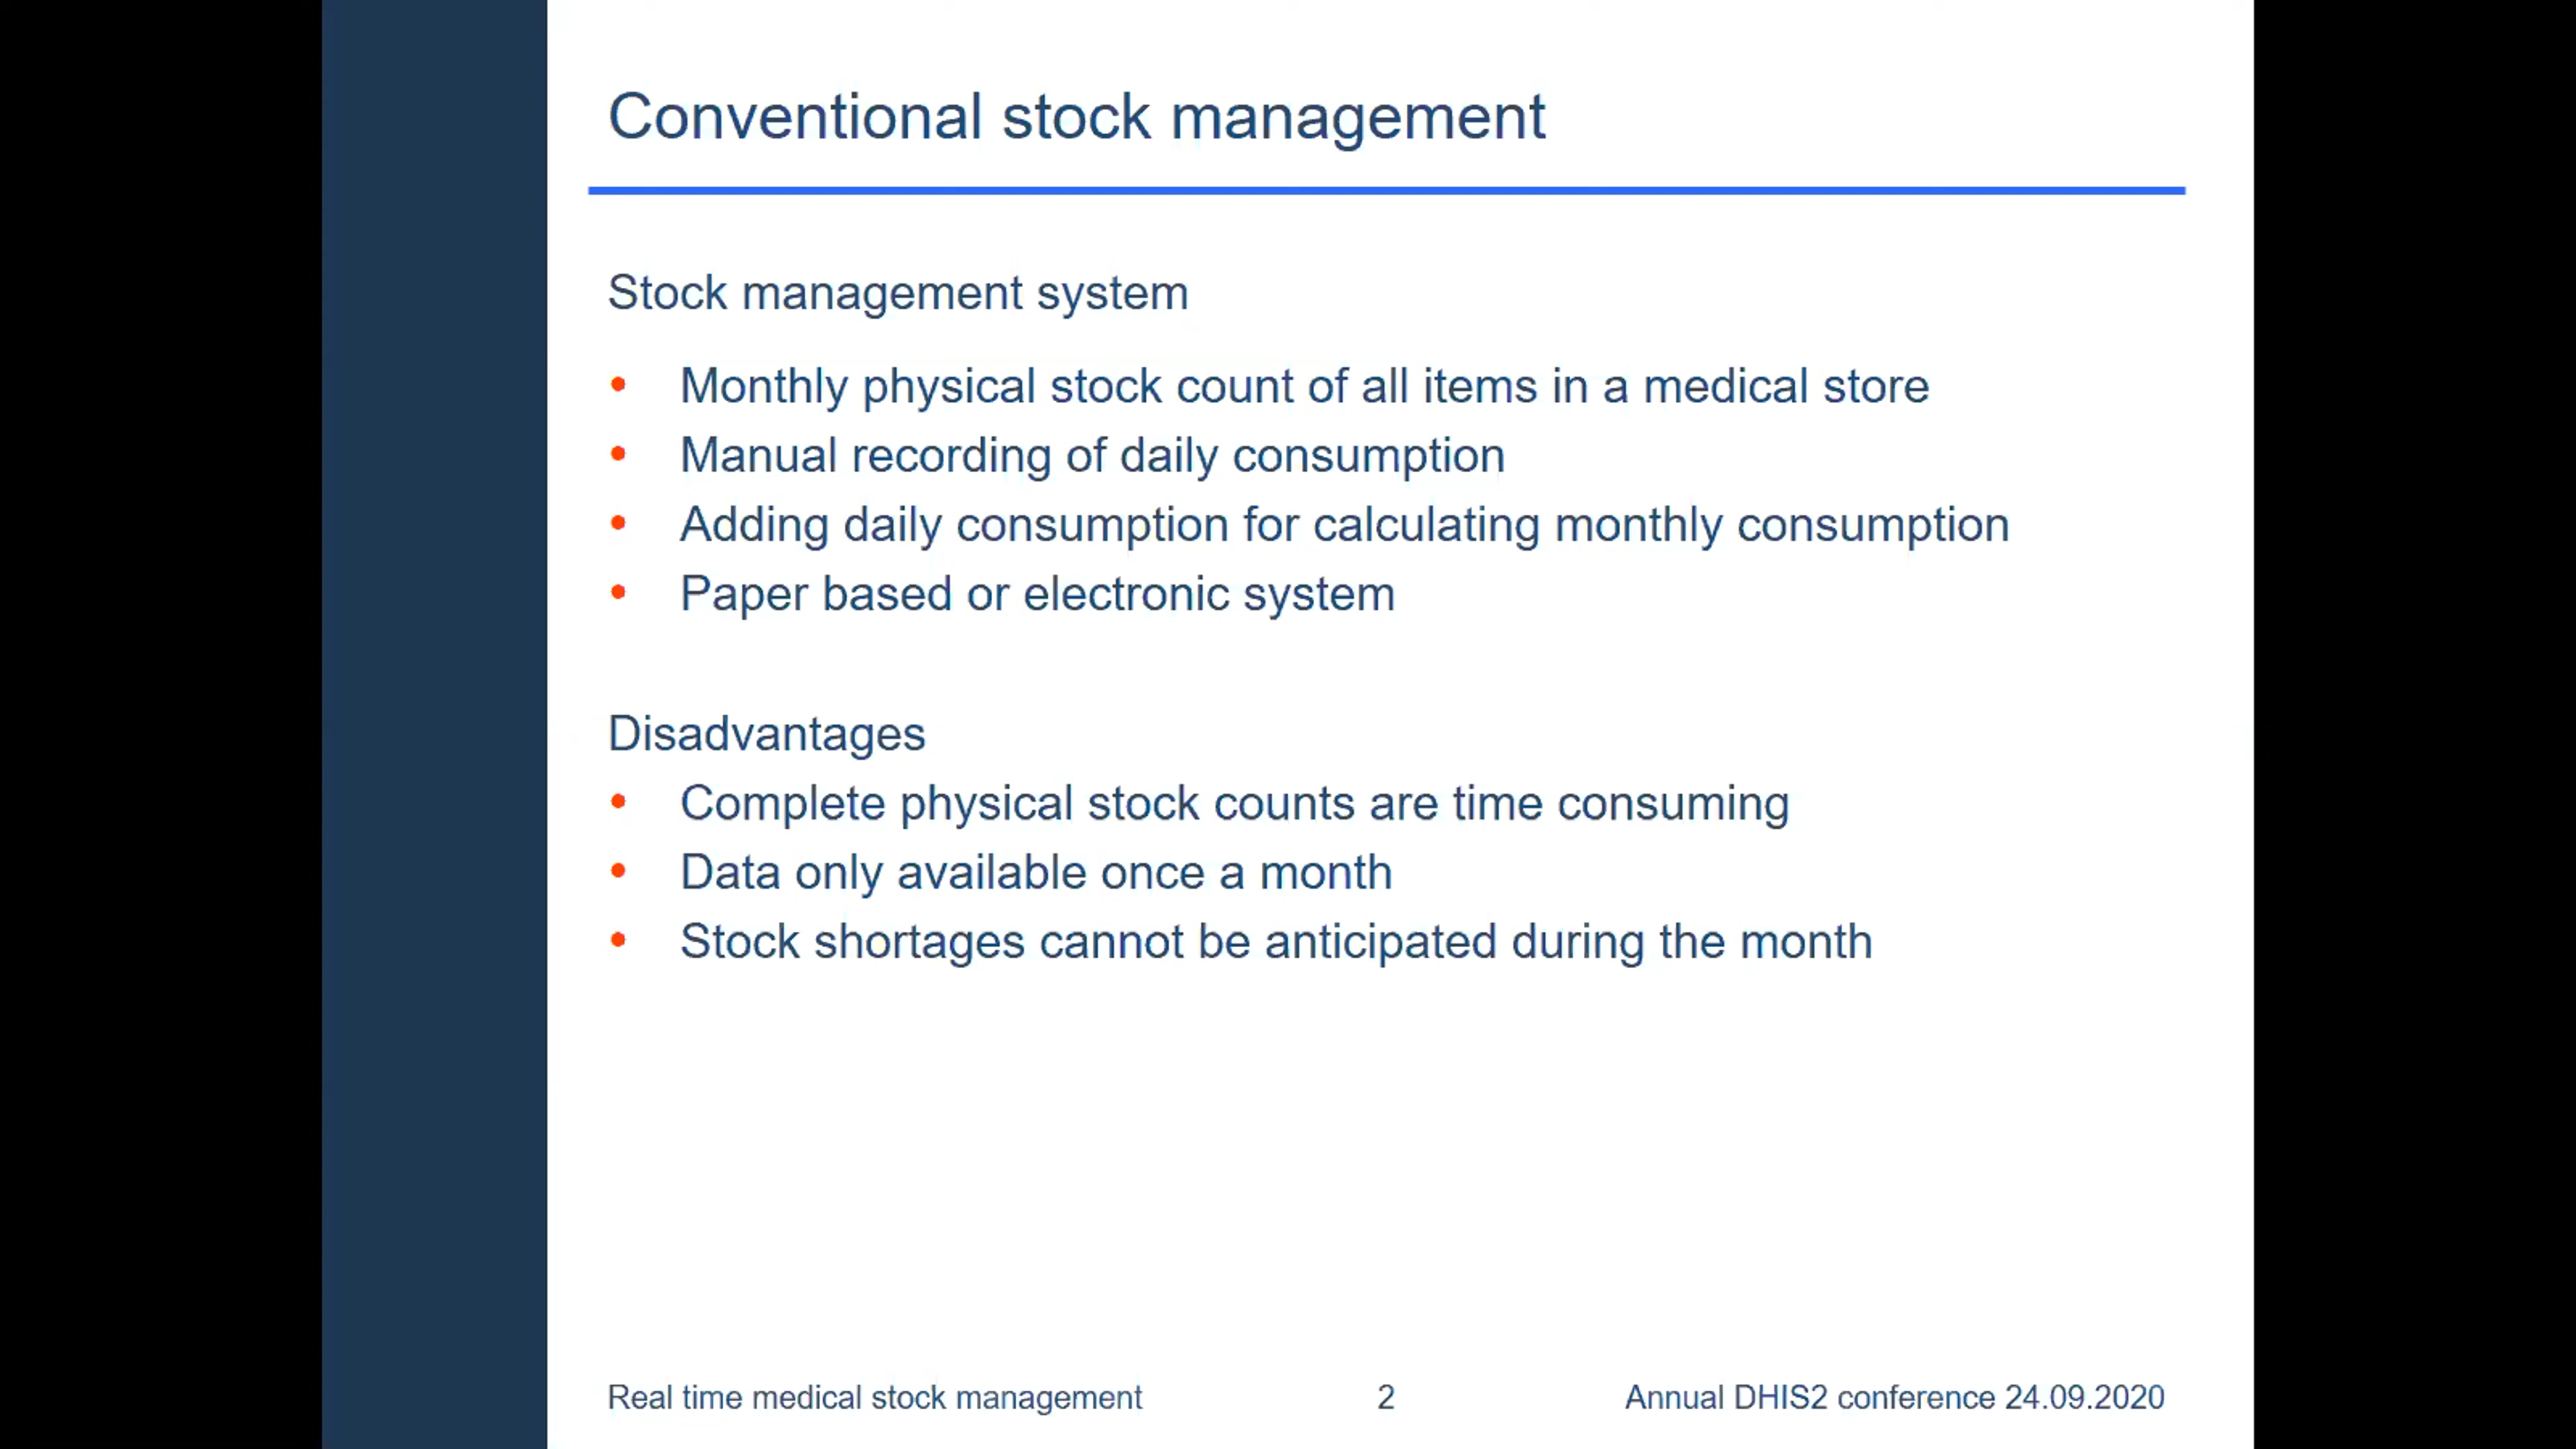 Conventional stock management
Stock management system
• Monthly physical stock count of all items in a medical store
• Manual recording of daily consumption
• Adding daily consumption for calculating monthly consumption
• Paper based or electronic system
Disadvantages
• Complete physical stock counts are time consuming
• Data only available once a month
• Stock shortages cannot be anticipated during the month
Real time medical stock management 2 Annual DHIS2 conference 24.09.2020